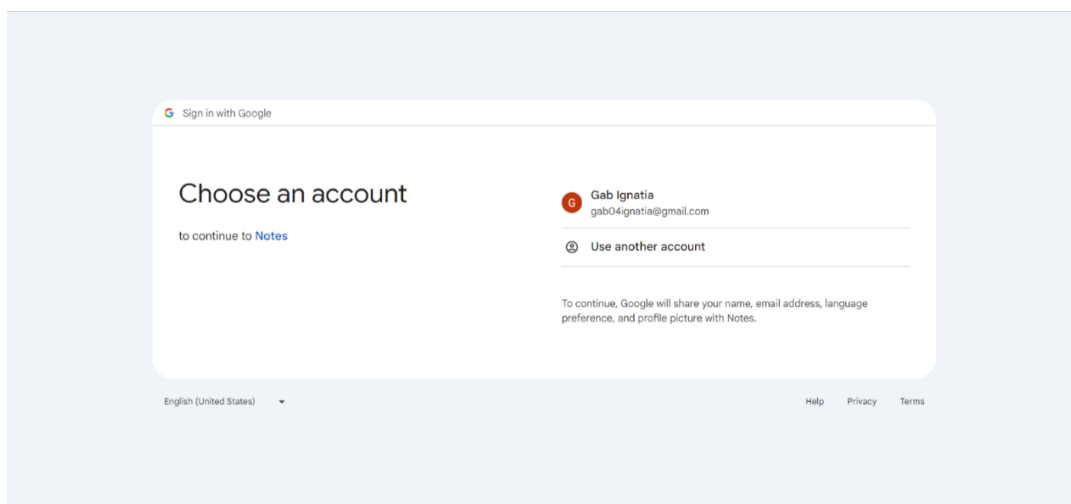 Sign in with Google
Choose an account
to continue to Notes
G
Gab Ignatia
gab04ignatia@gmail.com
Use another account
To continue, Google will share your name, email address, language
preference, and profile picture with Notes.
English (United States)
Help Privacy Terms